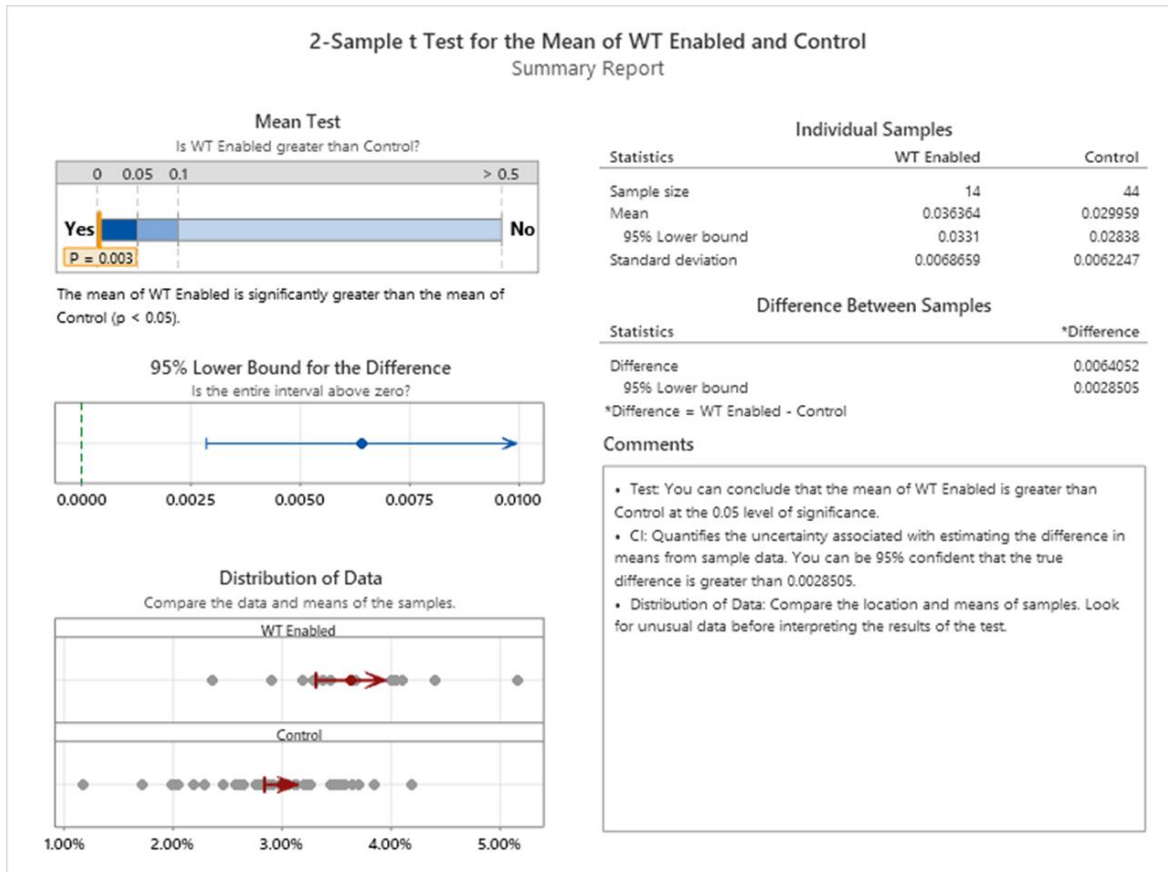 2-Sample t Test for the Mean of WT Enabled and Control
Summary Report
Mean Test
Is WT Enabled greater than Control?
0 0.05 0.1 > 0.5
Yes No
P = 0.003
The mean of WT Enabled is significantly greater than the mean of
Control (p < 0.05).
95% Lower Bound for the Difference
Is the entire interval above zero?
0.0000 0.0025 0.0050 0.0075 0.0100
Distribution of Data
Compare the data and means of the samples.
WT Enabled
Control
1.00% 2.00% 3.00% 4.00% 5.00%
Individual Samples
Statistics WT Enabled Control
Sample size 14 44
Mean 0.036364 0.029959
95% Lower bound 0.0331 0.02838
Standard deviation 0.0068659 0.0062247
Difference Between Samples
Statistics *Difference
Difference 0.0064052
95% Lower bound 0.0028505
*Difference = WT Enabled - Control
Comments
• Test: You can conclude that the mean of WT Enabled is greater than
Control at the 0.05 level of significance.
• CI: Quantifies the uncertainty associated with estimating the difference in
means from sample data. You can be 95% confident that the true
difference is greater than 0.0028505.
• Distribution of Data: Compare the location and means of samples. Look
for unusual data before interpreting the results of the test.